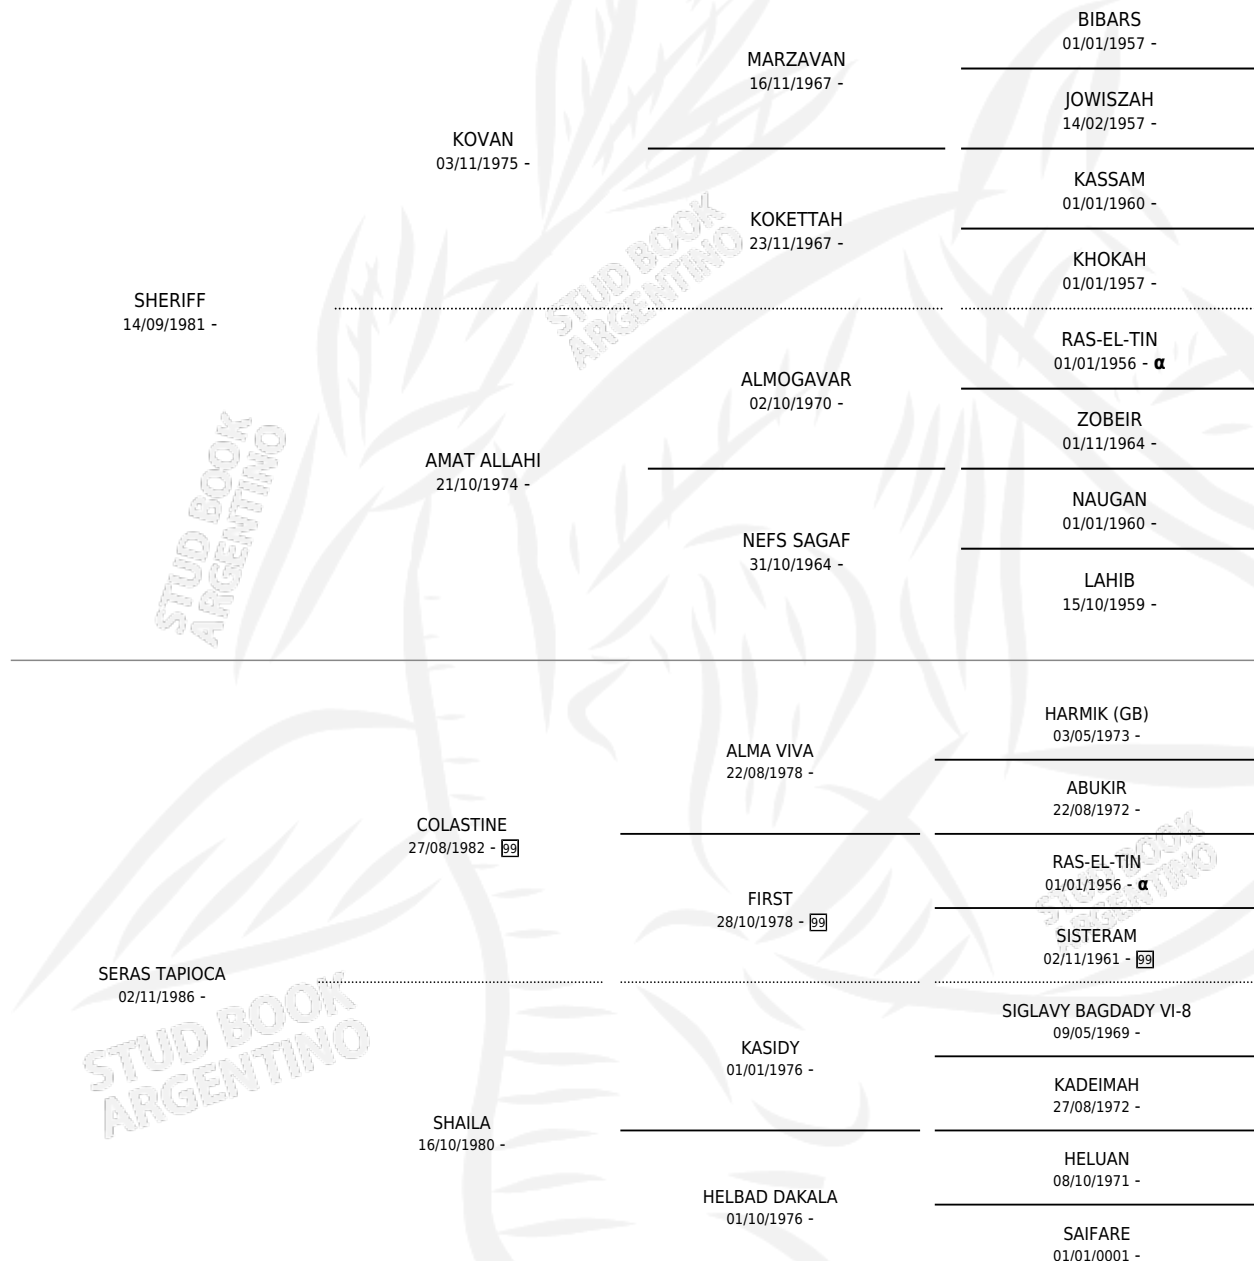 BIBARS
01/01/1957 -
MARZAVAN
16/11/1967 -
JOWISZAH
14/02/1957 -
KOVAN
03/11/1975 -
KASSAM
01/01/1960 -
KOKETTAH
23/11/1967 -
KHOKAH
01/01/1957 -
SHERIFF
14/09/1981 -
RAS-EL-TIN
01/01/1956 - α
ALMOGAVAR
02/10/1970 -
ZOBEIR
01/11/1964 -
AMAT ALLAHI
21/10/1974 -
NAUGAN
01/01/1960 -
NEFS SAGAF
31/10/1964 -
LAHIB
15/10/1959 -
STUD BOOK
ARGENTINO
STUD BOOK
ARGENTINO
HARMIK (GB)
03/05/1973 -
ALMA VIVA
22/08/1978 -
ABUKIR
22/08/1972 -
COLASTINE
27/08/1982 - 99
RAS-EL-TIN
01/01/1956 - α
FIRST
28/10/1978 - 99
SISTERAM
02/11/1961 - 99
SERAS TAPIOCA
02/11/1986 -
SIGLAVY BAGDADY VI-8
09/05/1969 -
KASIDY
01/01/1976 -
KADEIMAH
27/08/1972 -
SHAILA
16/10/1980 -
HELUAN
08/10/1971 -
HELBAD DAKALA
01/10/1976 -
SAIFARE
01/01/0001 -
STUD BOOK
ARGENTINO
STUD BOOK
ARGENTINO